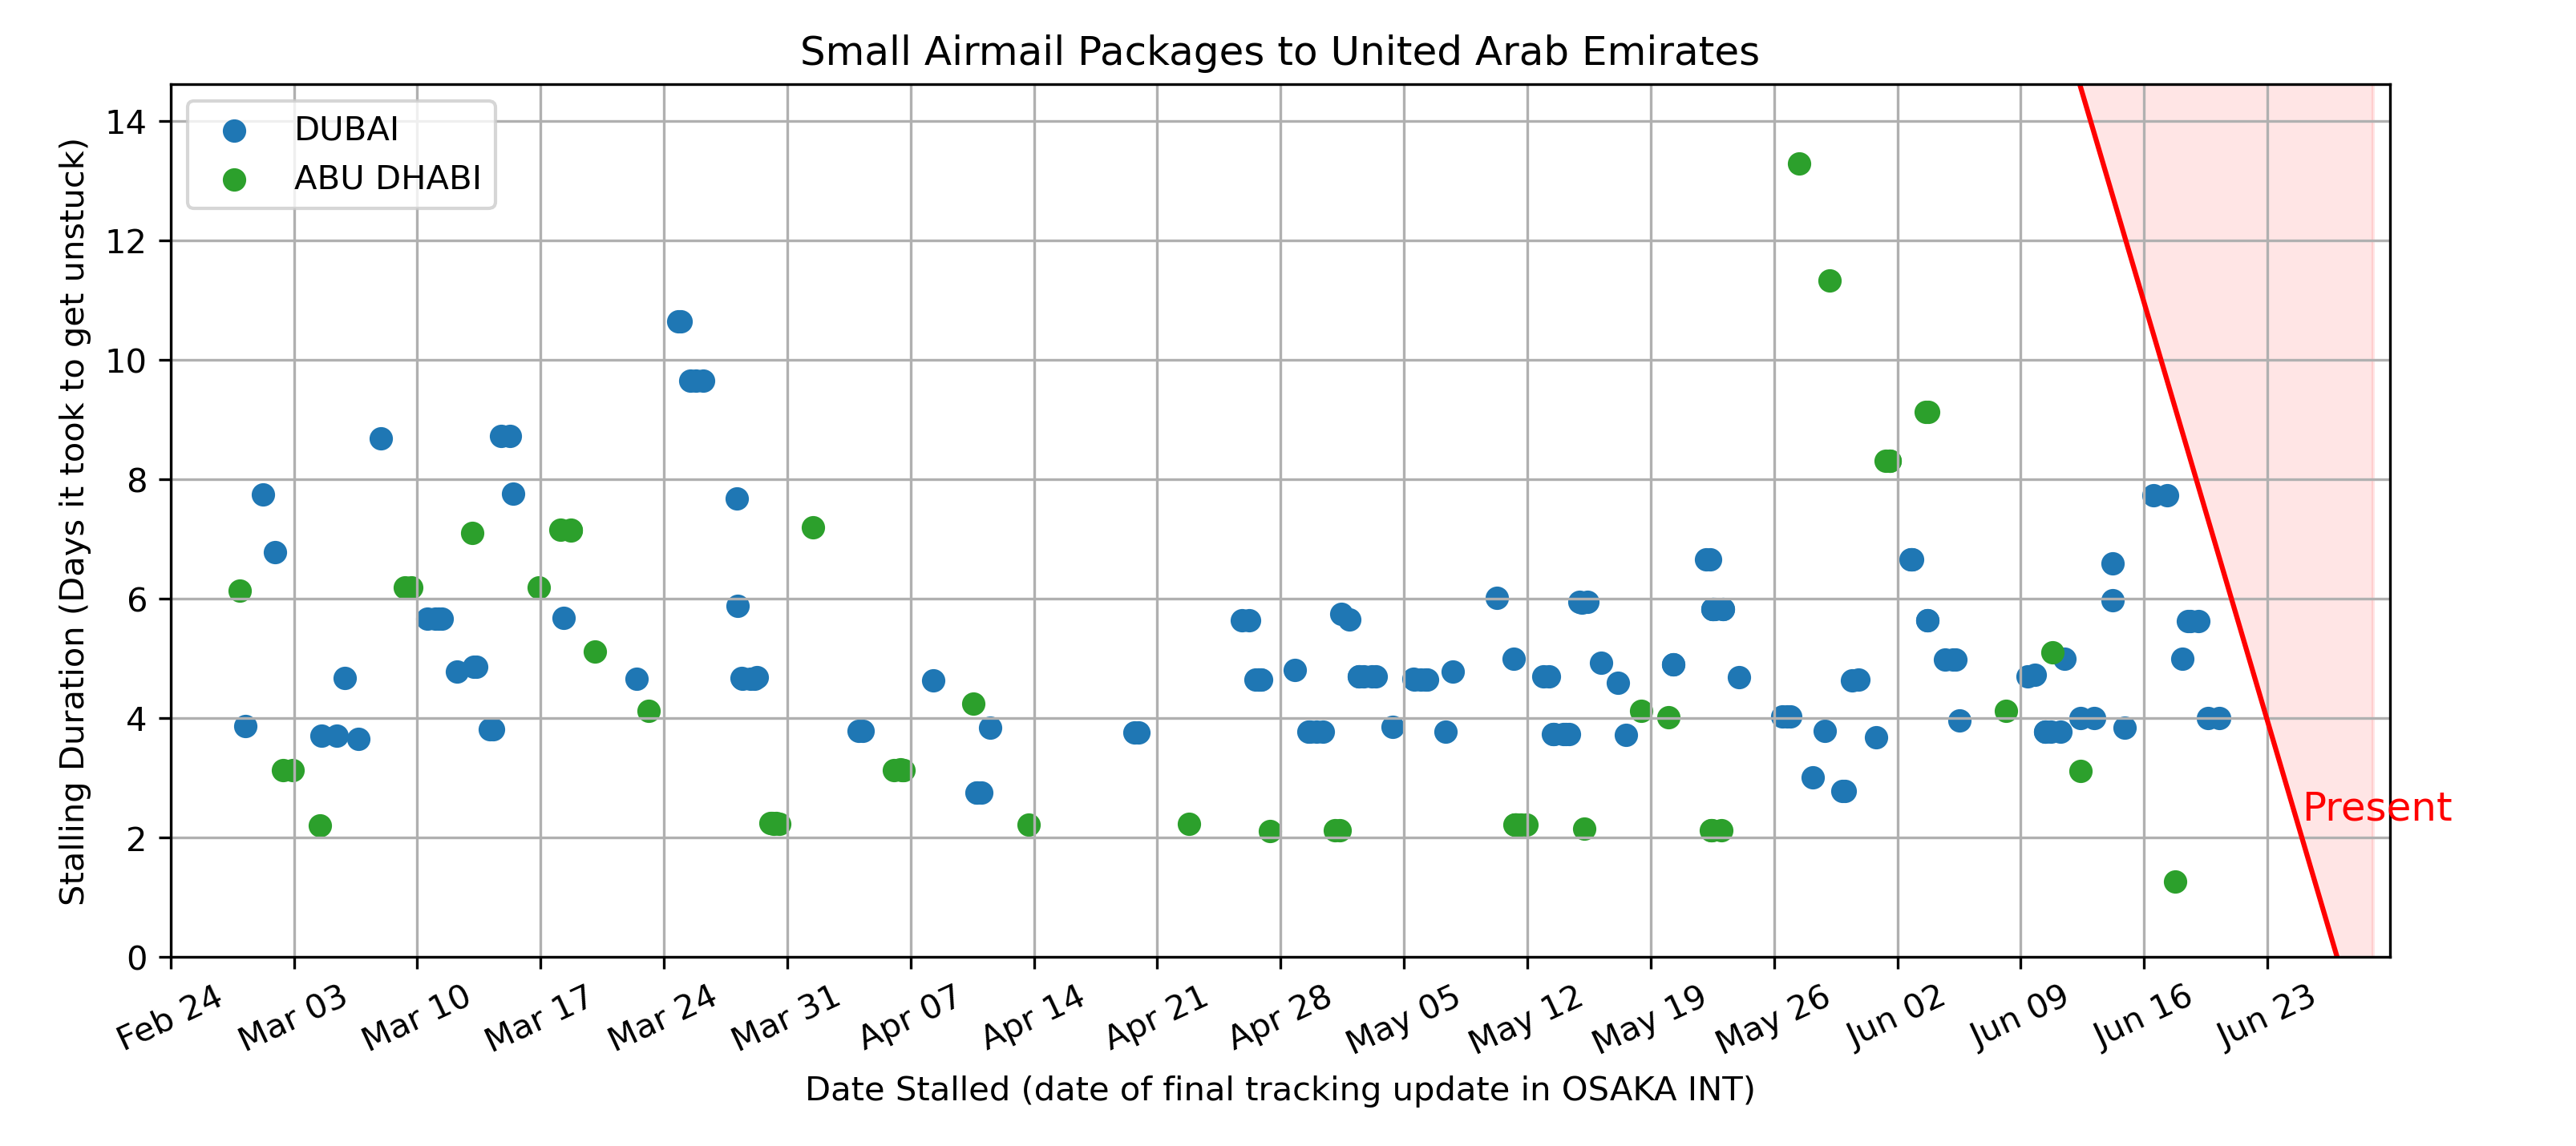 Small Airmail Packages to United Arab Emirates
DUBAI
ABU DHABI
Stalling Duration (Days it took to get unstuck)
14
12
10
8
6
4
2
0
Present
Feb 24
Mar 03
Mar 10
Mar 17
Mar 24
Mar 31
Apr 07
Apr 14
Apr 21
Apr 28
May 05
May 12
May 19
May 26
Jun 02
Jun 09
Jun 16
Jun 23
Date Stalled (date of final tracking update in OSAKA INT)